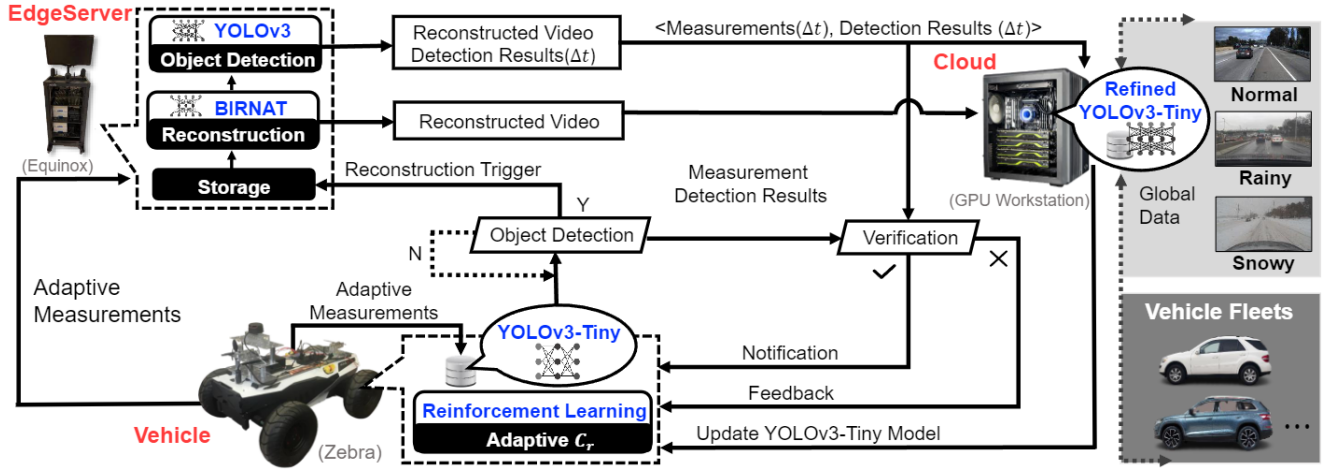 EdgeServer
(Equinox)
YOLOv3
Object Detection
BIRNAT
Reconstruction
Storage
Reconstructed Video
Detection Results(Δt)
Reconstructed Video
<Measurements(Δt), Detection Results (Δt)>
Cloud
(GPU Workstation)
Refined
YOLOv3-Tiny
Global
Data
Normal
Rainy
Snowy
Reconstruction Trigger
Y
Measurement
Detection Results
Object Detection
N
Verification
Adaptive
Measurements
Adaptive
Measurements
YOLOv3-Tiny
Reinforcement Learning
Adaptive C_r
Vehicle
(Zebra)
Notification
Feedback
Update YOLOv3-Tiny Model
Vehicle Fleets
...